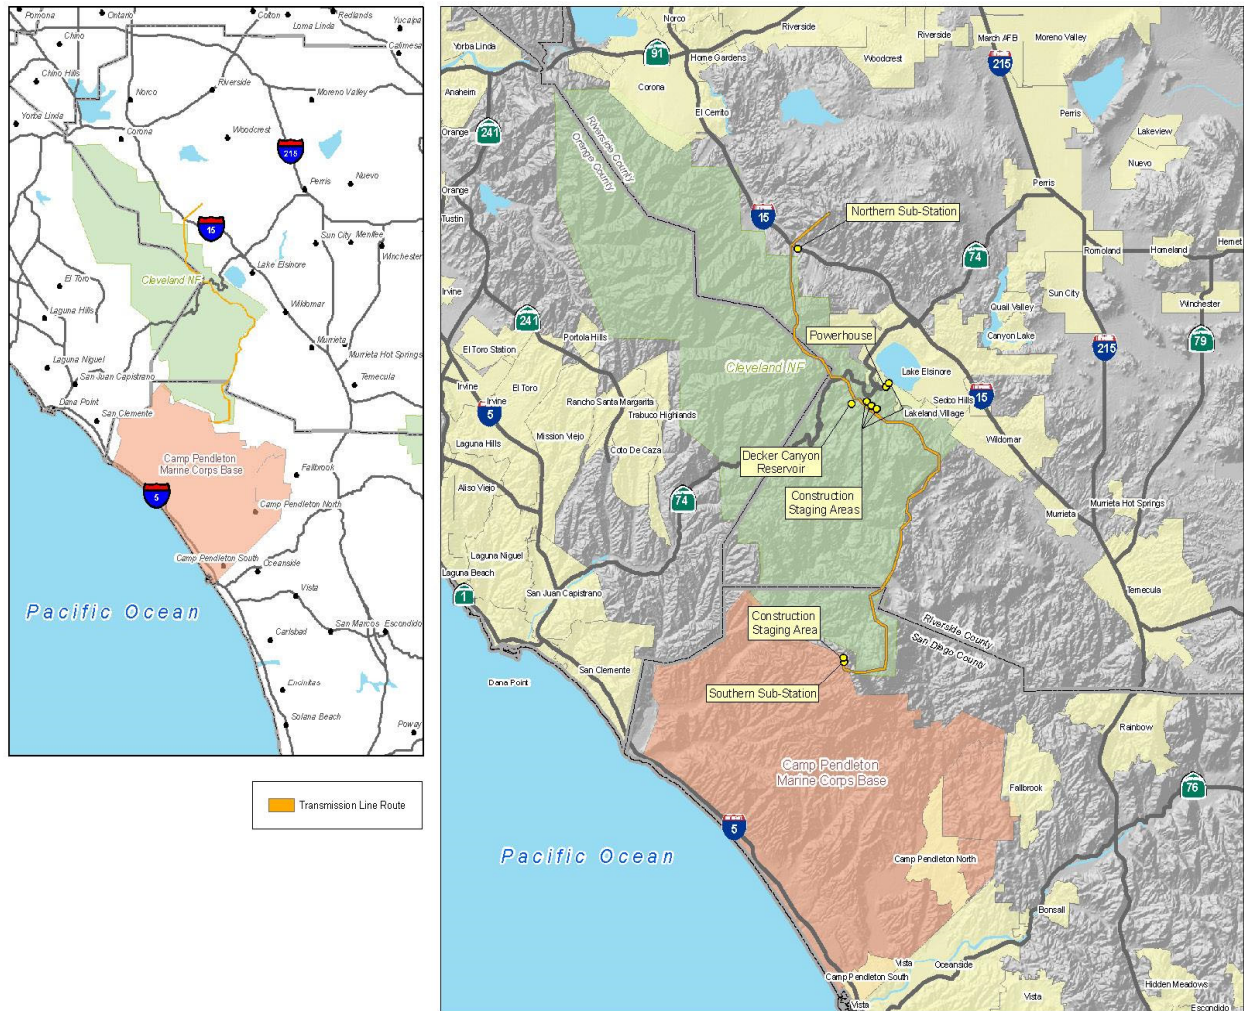 Pomona
Ontario
Colton
Redlands
Loma Linda
Yucaipa
Chino
Calimesa
Chino Hills
Riverside
Norco
Moreno Valley
Yorba Linda
Corona
Woodcrest
215
Perris
Nuevo
15
Sun City
Menifee
Winchester
El Toro
Cleveland NF
Lake Elsinore
Laguna Hills
Wildomar
Murrieta
Murrieta Hot Springs
Laguna Niguel
San Juan Capistrano
Temecula
Dana Point
San Clemente
Camp Pendleton
Marine Corps Base
Fallbrook
5
Camp Pendleton North
Camp Pendleton South
Oceanside
Pacific Ocean
Vista
Carlsbad
San Marcos
Escondido
Encinitas
Solana Beach
Poway
Transmission Line Route
Norco
Riverside
Riverside
March AFB
Moreno Valley
Yorba Linda
91
Home Gardens
Woodcrest
215
Anaheim
Corona
El Cerrito
Perris
Orange
241
Riverside County
Orange County
Lakeview
Nuevo
Orange
Perris
Tustin
15
Northern Sub-Station
74
Romoland
Homeland
Hemet
Irvine
Sun City
Quail Valley
Winchester
241
Portola Hills
Powerhouse
Canyon Lake
79
El Toro Station
215
Cleveland NF
Lake Elsinore
Irvine
El Toro
Irvine
Rancho Santa Margarita
Sedco Hills
15
5
Trabuco Highlands
Lakeland Village
Laguna Hills
Mission Viejo
Wildomar
Coto De Caza
Decker Canyon
Reservoir
Aliso Viejo
74
Construction
Staging Areas
Murrieta Hot Springs
Murrieta
Laguna Niguel
Laguna Beach
1
San Juan Capistrano
Temecula
Construction
Staging Area
Riverside County
San Diego County
San Clemente
Dana Point
Southern Sub-Station
Rainbow
Camp Pendleton
Marine Corps Base
Fallbrook
76
5
Pacific Ocean
Camp Pendleton North
Bonsall
Vista
Oceanside
Camp Pendleton South
Hidden Meadows
Vista
Vista
Escondido